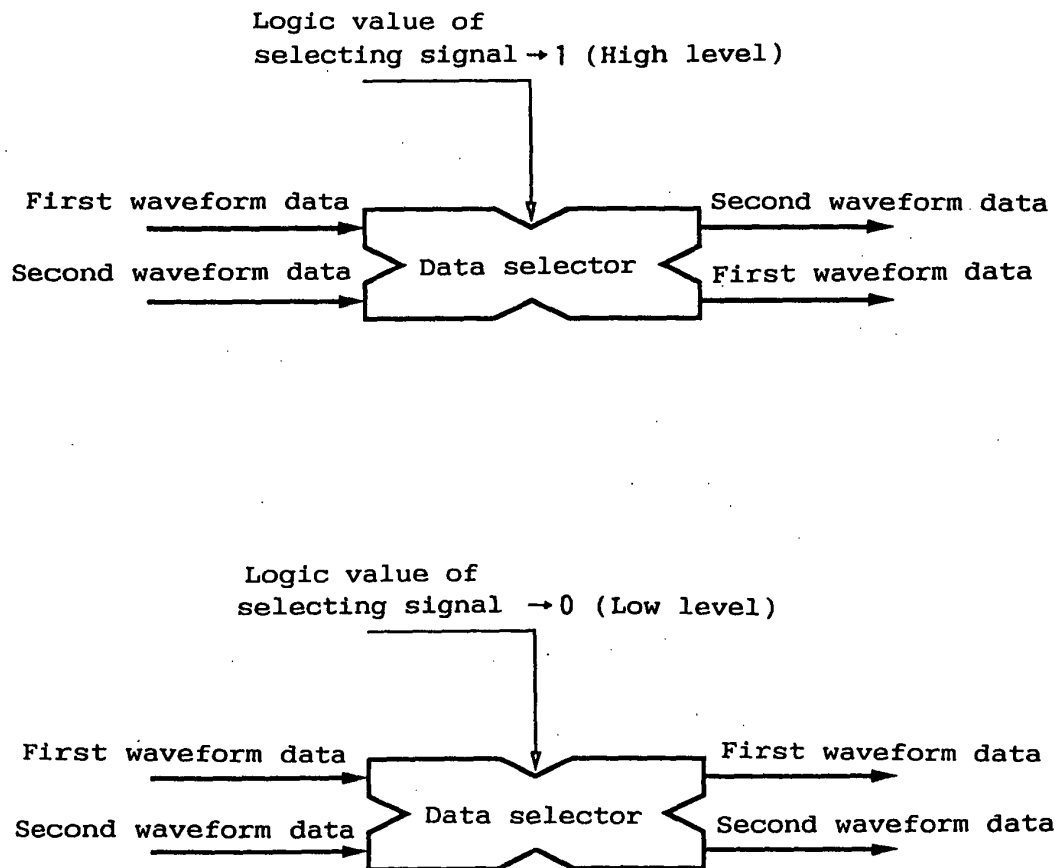 Logic value of
selecting signal →1 (High level)
First waveform data
Second waveform data
Second waveform data
Data selector
First waveform data
Logic value of
selecting signal →0 (Low level)
First waveform data
First waveform data
Second waveform data
Data selector
Second waveform data